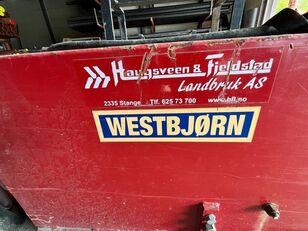 Haugsveen & Fjeldstad
Landbruk AS
2335 Stange Tlf. 625 73 700 www.hfl.no
WESTBJØRN